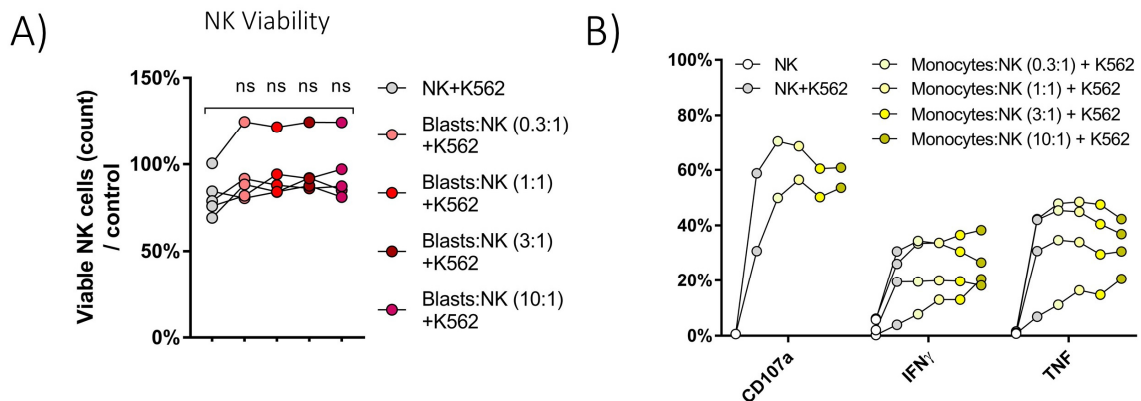 A)
NK Viability
Viable NK cells (count)
/ control
150%
100%
50%
0%
ns ns ns ns
NK+K562
Blasts:NK (0.3:1)
+K562
Blasts:NK (1:1)
+K562
Blasts:NK (3:1)
+K562
Blasts:NK (10:1)
+K562
B)
100%
80%
60%
40%
20%
0%
NK
NK+K562
Monocytes:NK (0.3:1) + K562
Monocytes:NK (1:1) + K562
Monocytes:NK (3:1) + K562
Monocytes:NK (10:1) + K562
CD107a
IFNγ
TNF